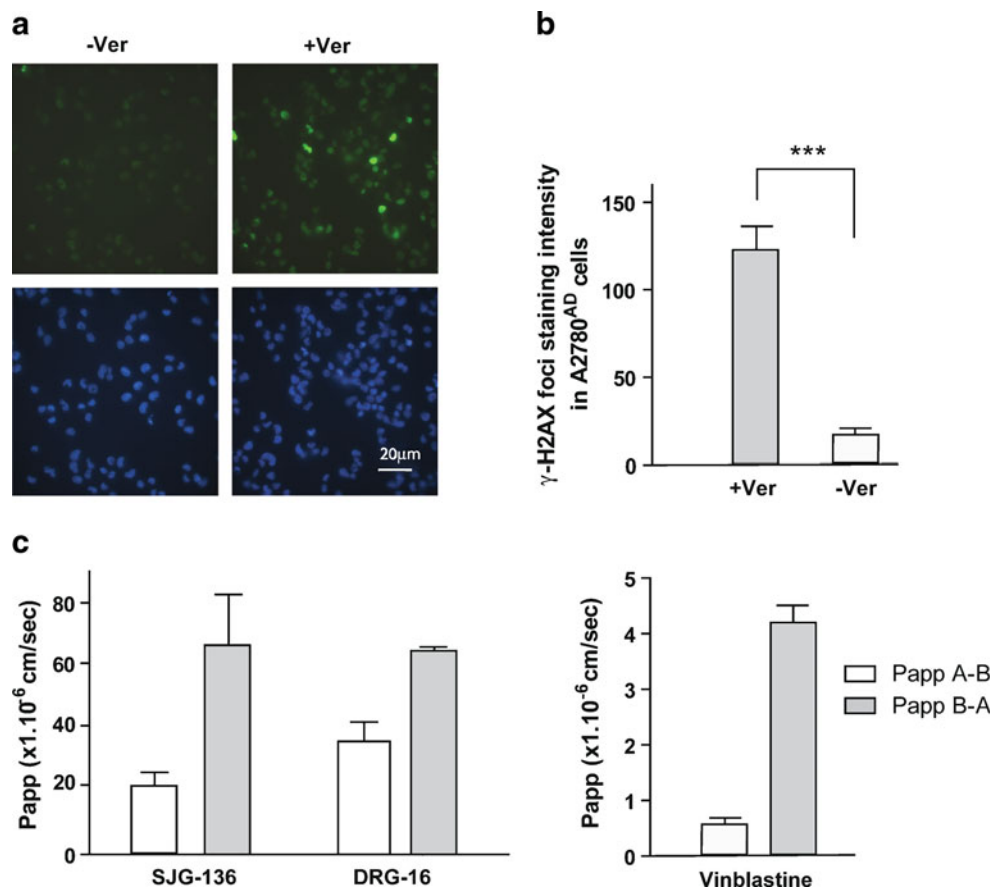 a
-Ver
+Ver
20μm
b
γ-H2AX foci staining intensity
in A2780AD cells
150
100
50
0
***
+Ver
-Ver
c
Papp (x1.10-6 cm/sec)
80
60
40
20
0
SJG-136
DRG-16
Papp (x1.10-6 cm/sec)
5
4
3
2
1
0
Vinblastine
Papp A-B
Papp B-A